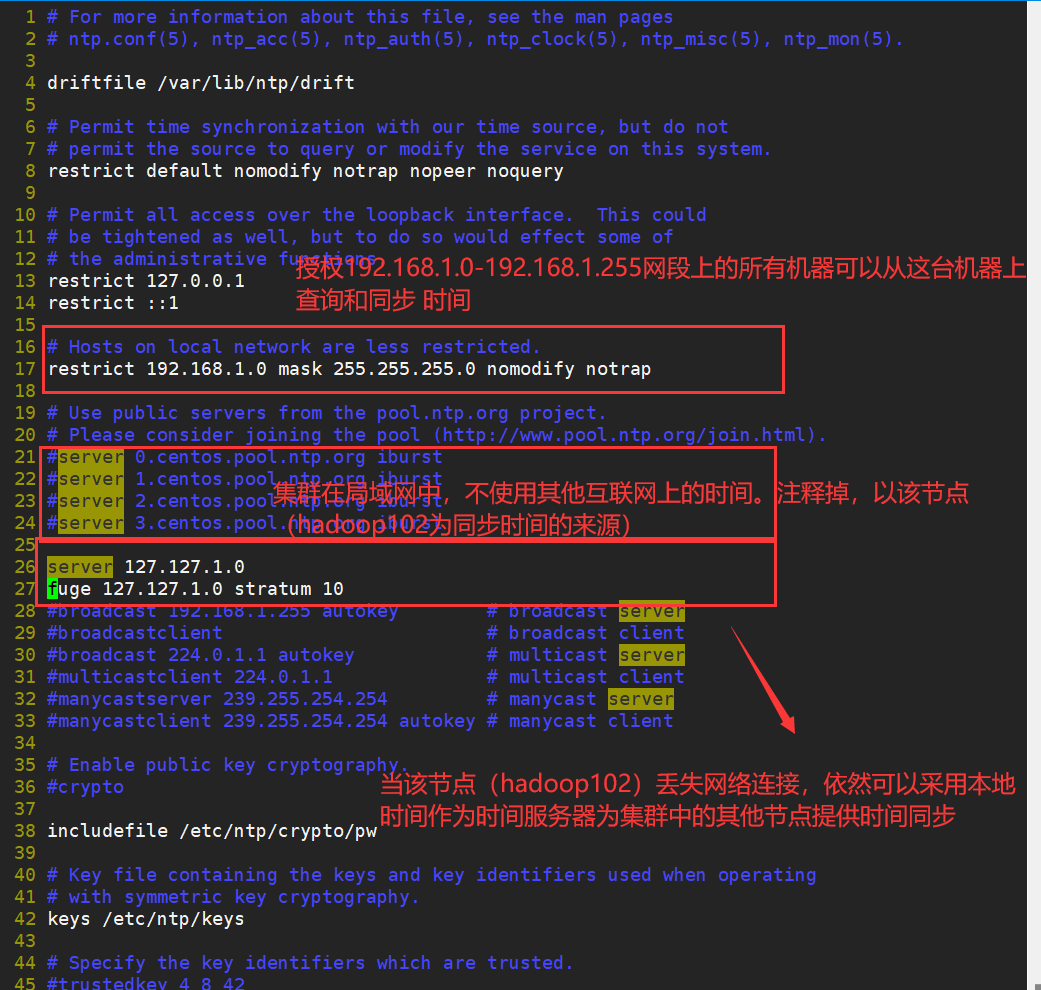 1 # For more information about this file, see the man pages
2 # ntp.conf(5), ntp_acc(5), ntp_auth(5), ntp_clock(5), ntp_misc(5), ntp_mon(5).
3
4 driftfile /var/lib/ntp/drift
5
6 # Permit time synchronization with our time source, but do not
7 # permit the source to query or modify the service on this system.
8 restrict default nomodify notrap nopeer noquery
9
10 # Permit all access over the loopback interface.  This could
11 # be tightened as well, but to do so would effect some of
12 # the administrative functions.
授权192.168.1.0-192.168.1.255网段上的所有机器可以从这台机器上
13 restrict 127.0.0.1
14 restrict ::1
查询和同步 时间
15
16 # Hosts on local network are less restricted.
17 restrict 192.168.1.0 mask 255.255.255.0 nomodify notrap
18
19 # Use public servers from the pool.ntp.org project.
20 # Please consider joining the pool (http://www.pool.ntp.org/join.html).
21 #server 0.centos.pool.ntp.org iburst
22 #server 1.centos.pool.ntp.org iburst
23 #server 2.centos.pool.ntp.org iburst
集群在局域网中，不使用其他互联网上的时间。注释掉，以该节点
24 #server 3.centos.pool.ntp.org iburst
（hadoop102为同步时间的来源）
25
26 server 127.127.1.0
27 fuge 127.127.1.0 stratum 10
28 #broadcast 192.168.1.255 autokey        # broadcast server
29 #broadcastclient                        # broadcast client
30 #broadcast 224.0.1.1 autokey            # multicast server
31 #multicastclient 224.0.1.1              # multicast client
32 #manycastserver 239.255.254.254         # manycast server
33 #manycastclient 239.255.254.254 autokey # manycast client
34
35 # Enable public key cryptography.
36 #crypto
当该节点（hadoop102）丢失网络连接，依然可以采用本地
37
时间作为时间服务器为集群中的其他节点提供时间同步
38 includefile /etc/ntp/crypto/pw
39
40 # Key file containing the keys and key identifiers used when operating
41 # with symmetric key cryptography.
42 keys /etc/ntp/keys
43
44 # Specify the key identifiers which are trusted.
45 #trustedkey 4 8 42